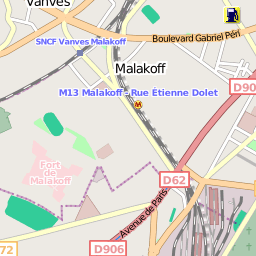 Vanves
SNCF Vanves Malakoff
Boulevard Gabriel Péri
Malakoff
D90
M13 Malakoff - Rue Étienne Dolet
Fort
de
Malakoff
D62
Avenue de Paris
72
D906